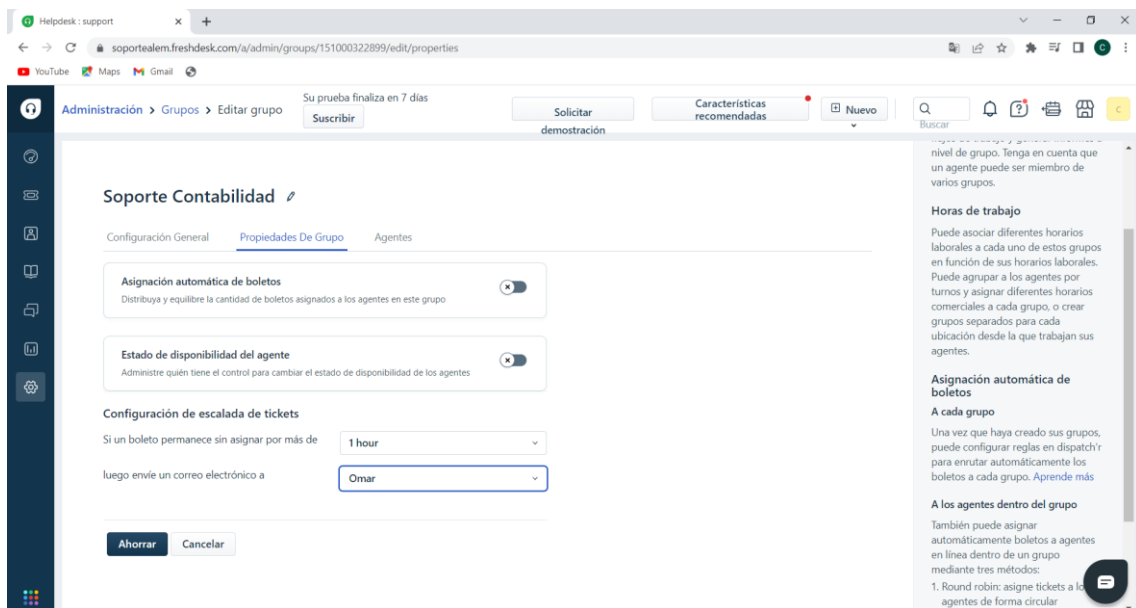 Helpdesk : support
soportealem.freshdesk.com/a/admin/groups/151000322899/edit/properties
C
YouTube
Maps
Gmail
Administración > Grupos > Editar grupo
Su prueba finaliza en 7 días
Suscribir
Solicitar
demostración
Características
recomendadas
Nuevo
Buscar
C
Soporte Contabilidad
Configuración General
Propiedades De Grupo
Agentes
Asignación automática de boletos
Distribuya y equilibre la cantidad de boletos asignados a los agentes en este grupo
Estado de disponibilidad del agente
Administre quién tiene el control para cambiar el estado de disponibilidad de los agentes
Configuración de escalada de tickets
Si un boleto permanece sin asignar por más de
1 hour
luego envíe un correo electrónico a
Omar
Ahorrar
Cancelar
nivel de grupo. Tenga en cuenta que
un agente puede ser miembro de
varios grupos.
Horas de trabajo
Puede asociar diferentes horarios
laborales a cada uno de estos grupos
en función de sus horarios laborales.
Puede agrupar a los agentes por
turnos y asignar diferentes horarios
comerciales a cada grupo, o crear
grupos separados para cada
ubicación desde la que trabajan sus
agentes.
Asignación automática de
boletos
A cada grupo
Una vez que haya creado sus grupos,
puede configurar reglas en dispatch'r
para enrutar automáticamente los
boletos a cada grupo. Aprende más
A los agentes dentro del grupo
También puede asignar
automáticamente boletos a agentes
en línea dentro de un grupo
mediante tres métodos:
1. Round robin: asigne tickets a
agentes de forma circular